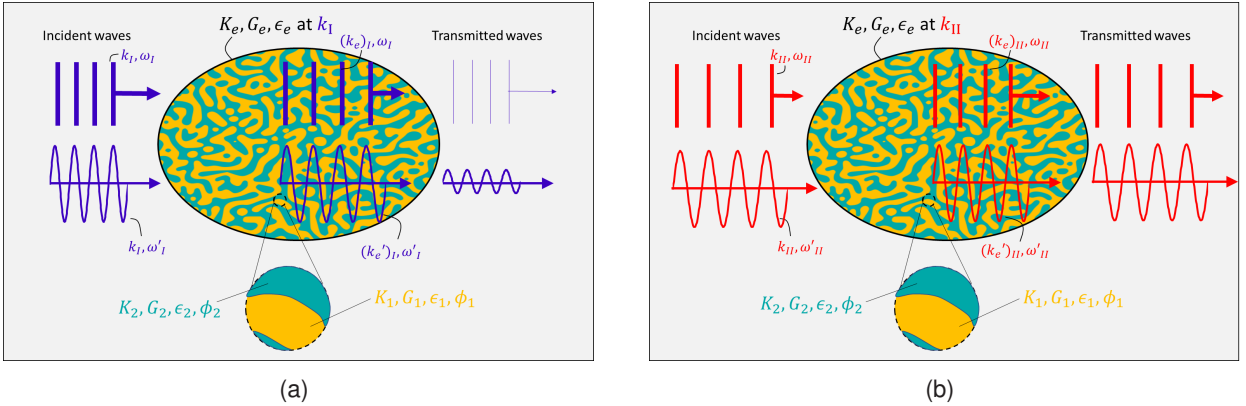 K_e, G_e, ϵ_e at k_I
Incident waves
Transmitted waves
k_I, ω_I
(k_e)_I, ω_I
k_I, ω'_I
(k_e')_I, ω'_I
K_2, G_2, ϵ_2, ϕ_2
K_1, G_1, ϵ_1, ϕ_1
(a)
K_e, G_e, ϵ_e at k_II
Incident waves
Transmitted waves
k_II, ω_II
(k_e)_II, ω_II
k_II, ω'_II
(k_e')_II, ω'_II
K_2, G_2, ϵ_2, ϕ_2
K_1, G_1, ϵ_1, ϕ_1
(b)